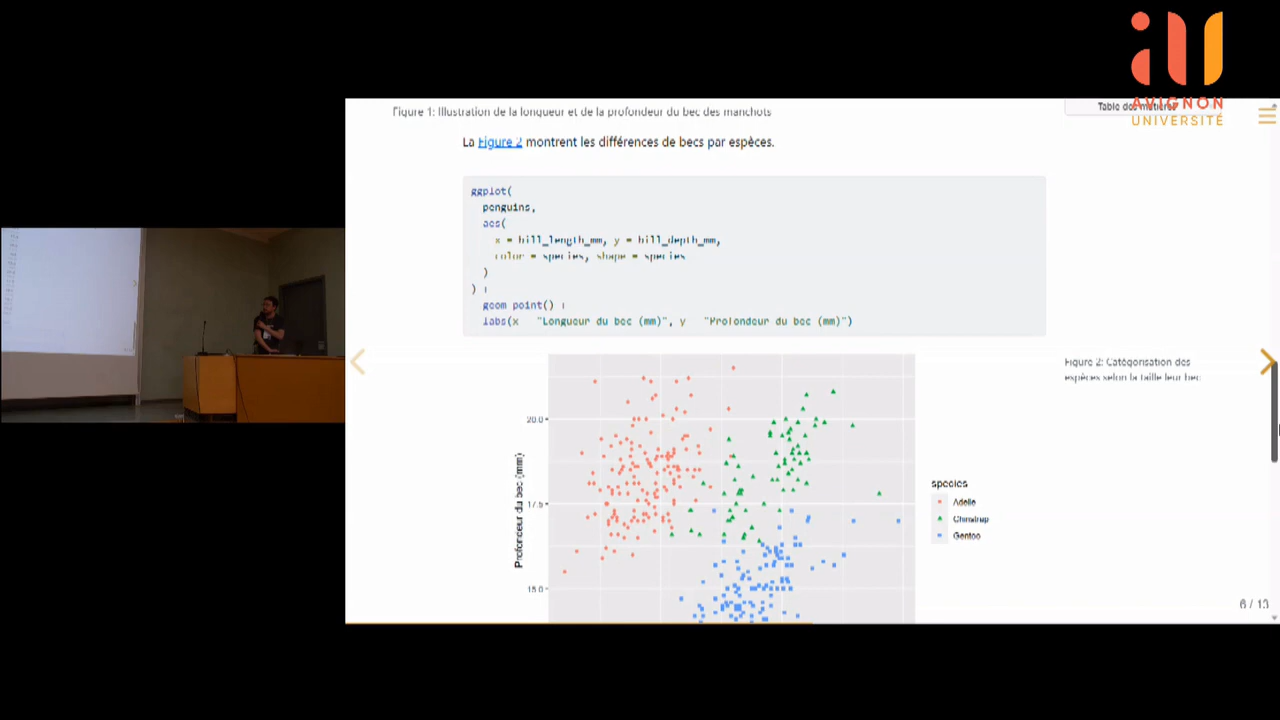 AVIGNON
UNIVERSITÉ
Figure 1: Illustration de la longueur et de la profondeur du bec des manchots
Table des matières
La Figure 2 montrent les différences de becs par espèces.
ggplot(
penguins,
aes(
x = bill_length_mm, y = bill_depth_mm,
color = species, shape = species
)
) +
geom_point() +
labs(x = "Longueur du bec (mm)", y = "Profondeur du bec (mm)")
Figure 2: Catégorisation des
espèces selon la taille leur bec
20.0
17.5
15.0
Profondeur du bec (mm)
species
Adelie
Chinstrap
Gentoo
6 / 13